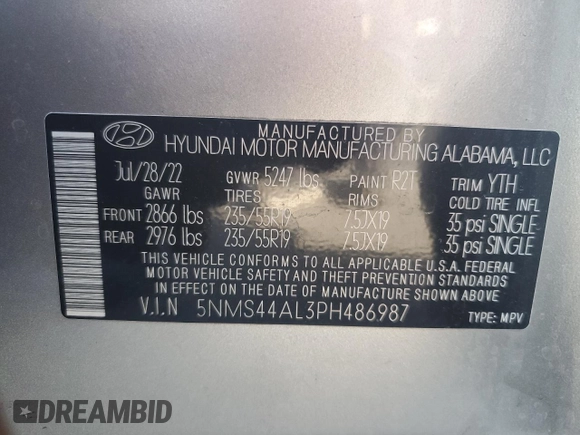 MANUFACTURED BY
HYUNDAI MOTOR MANUFACTURING ALABAMA, LLC
Jul/28/22 GVWR 5247 lbs PAINT R2T TRIM YTH
GAWR TIRES RIMS COLD TIRE INFL
FRONT 2866 lbs 235/55R19 7.5JX19 35 psi SINGLE
REAR 2976 lbs 235/55R19 7.5JX19 35 psi SINGLE
THIS VEHICLE CONFORMS TO ALL APPLICABLE U.S.A. FEDERAL
MOTOR VEHICLE SAFETY AND THEFT PREVENTION STANDARDS
IN EFFECT ON THE DATE OF MANUFACTURE SHOWN ABOVE.
V.I.N 5NMS44AL3PH486987 TYPE: MPV
DREAMBID